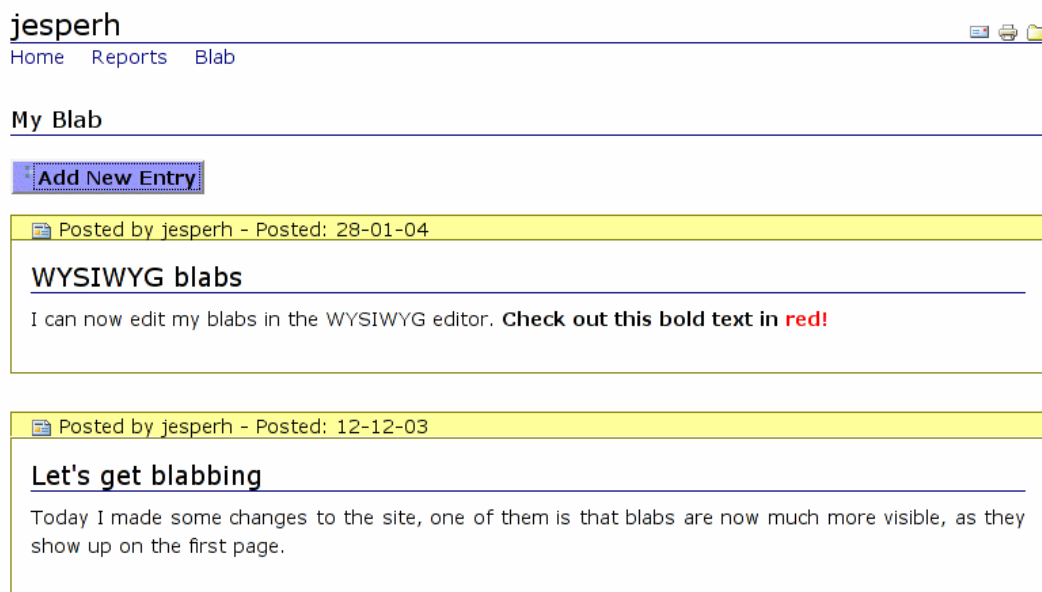 jesperh
Home Reports Blab
My Blab
Add New Entry
Posted by jesperh - Posted: 28-01-04
WYSIWYG blabs
I can now edit my blabs in the WYSIWYG editor. Check out this bold text in red!
Posted by jesperh - Posted: 12-12-03
Let's get blabbing
Today I made some changes to the site, one of them is that blabs are now much more visible, as they
show up on the first page.